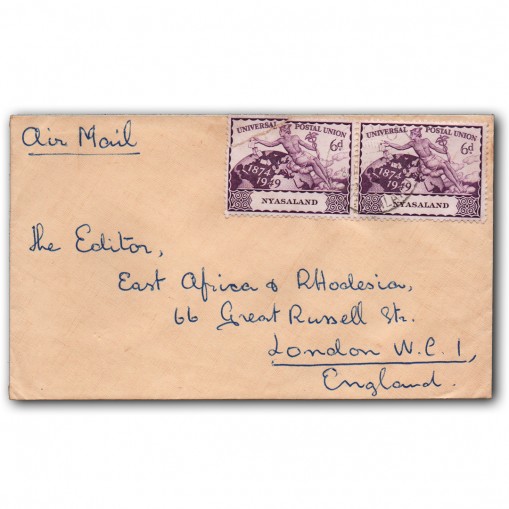 Air Mail
UNIVERSAL POSTAL UNION
6d
1874
1949
NYASALAND
UNIVERSAL POSTAL UNION
6d
1874
1949
NYASALAND
The Editor,
East Africa & Rhodesia,
66 Great Russell Str.
London W.C.1,
England.